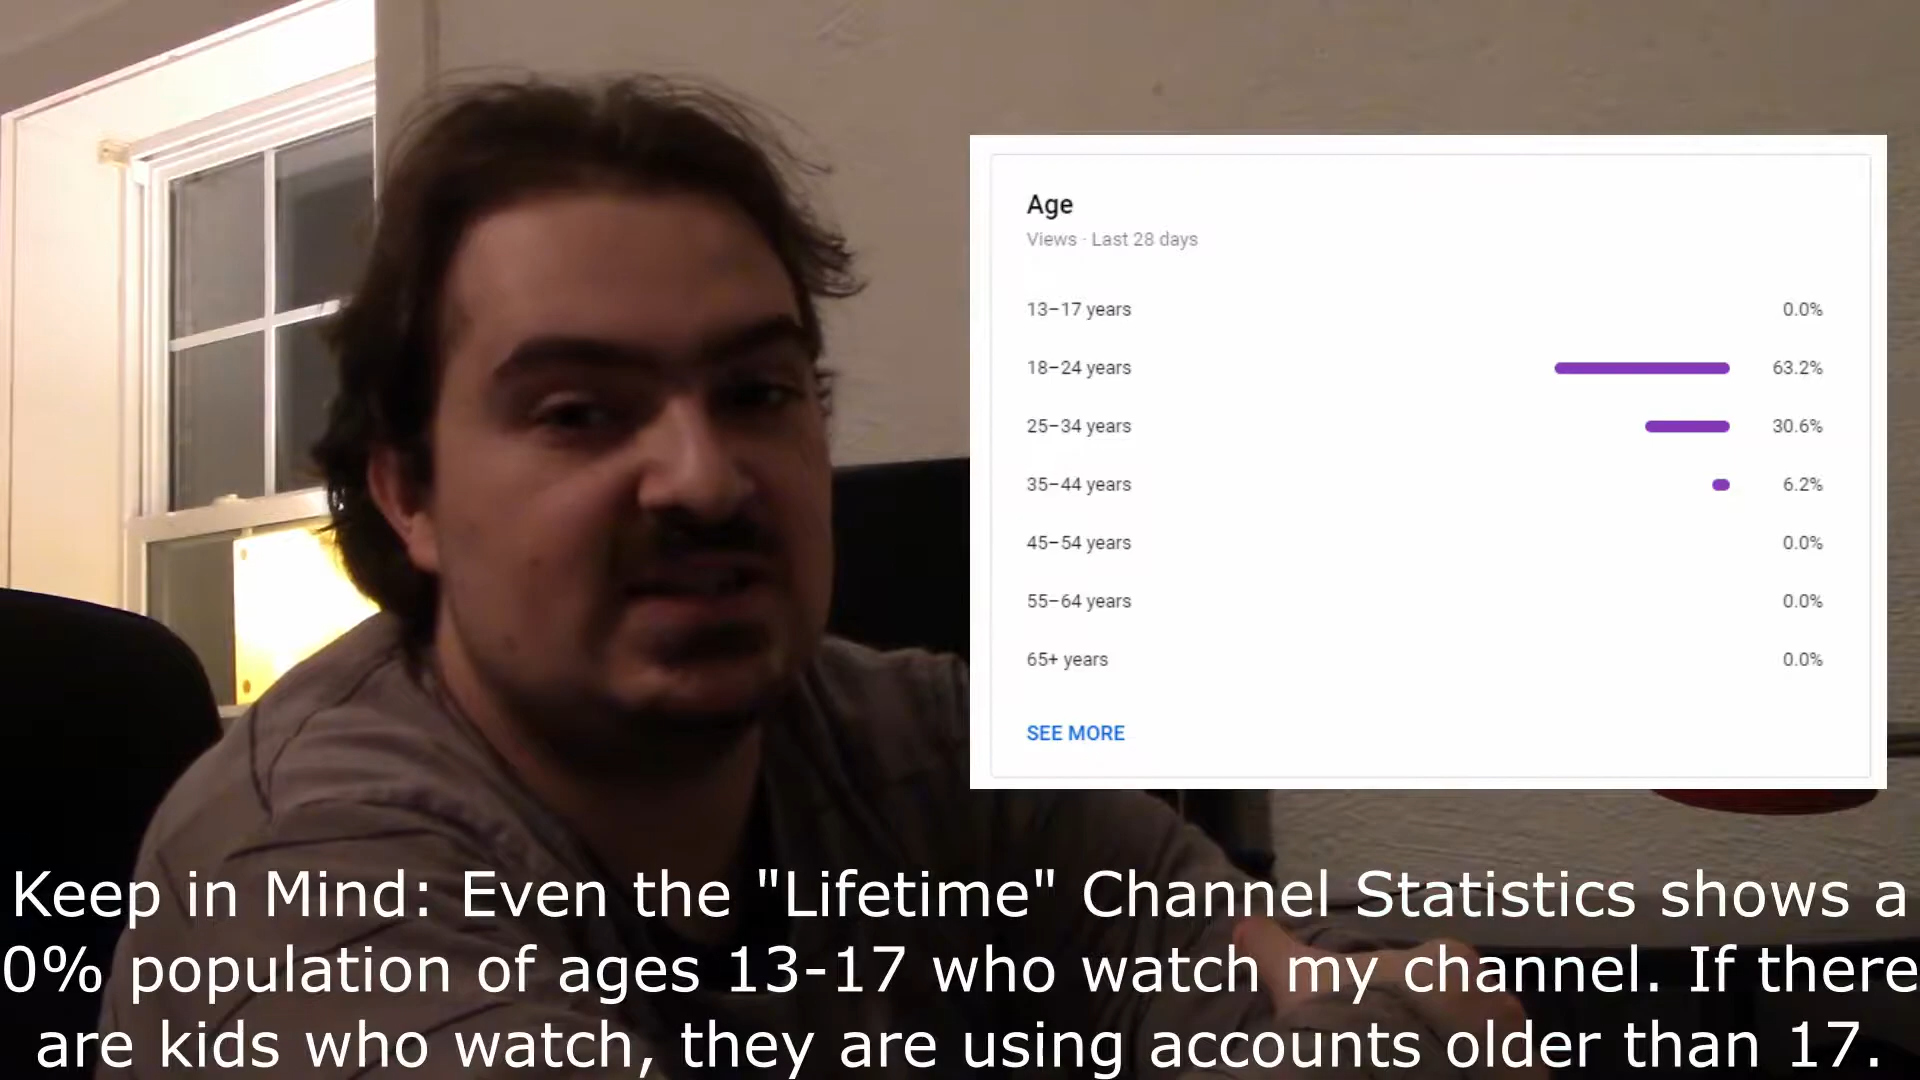 Age
Views · Last 28 days
13–17 years 0.0%
18–24 years 63.2%
25–34 years 30.6%
35–44 years 6.2%
45–54 years 0.0%
55–64 years 0.0%
65+ years 0.0%
SEE MORE
Keep in Mind: Even the "Lifetime" Channel Statistics shows a
0% population of ages 13-17 who watch my channel. If there
are kids who watch, they are using accounts older than 17.